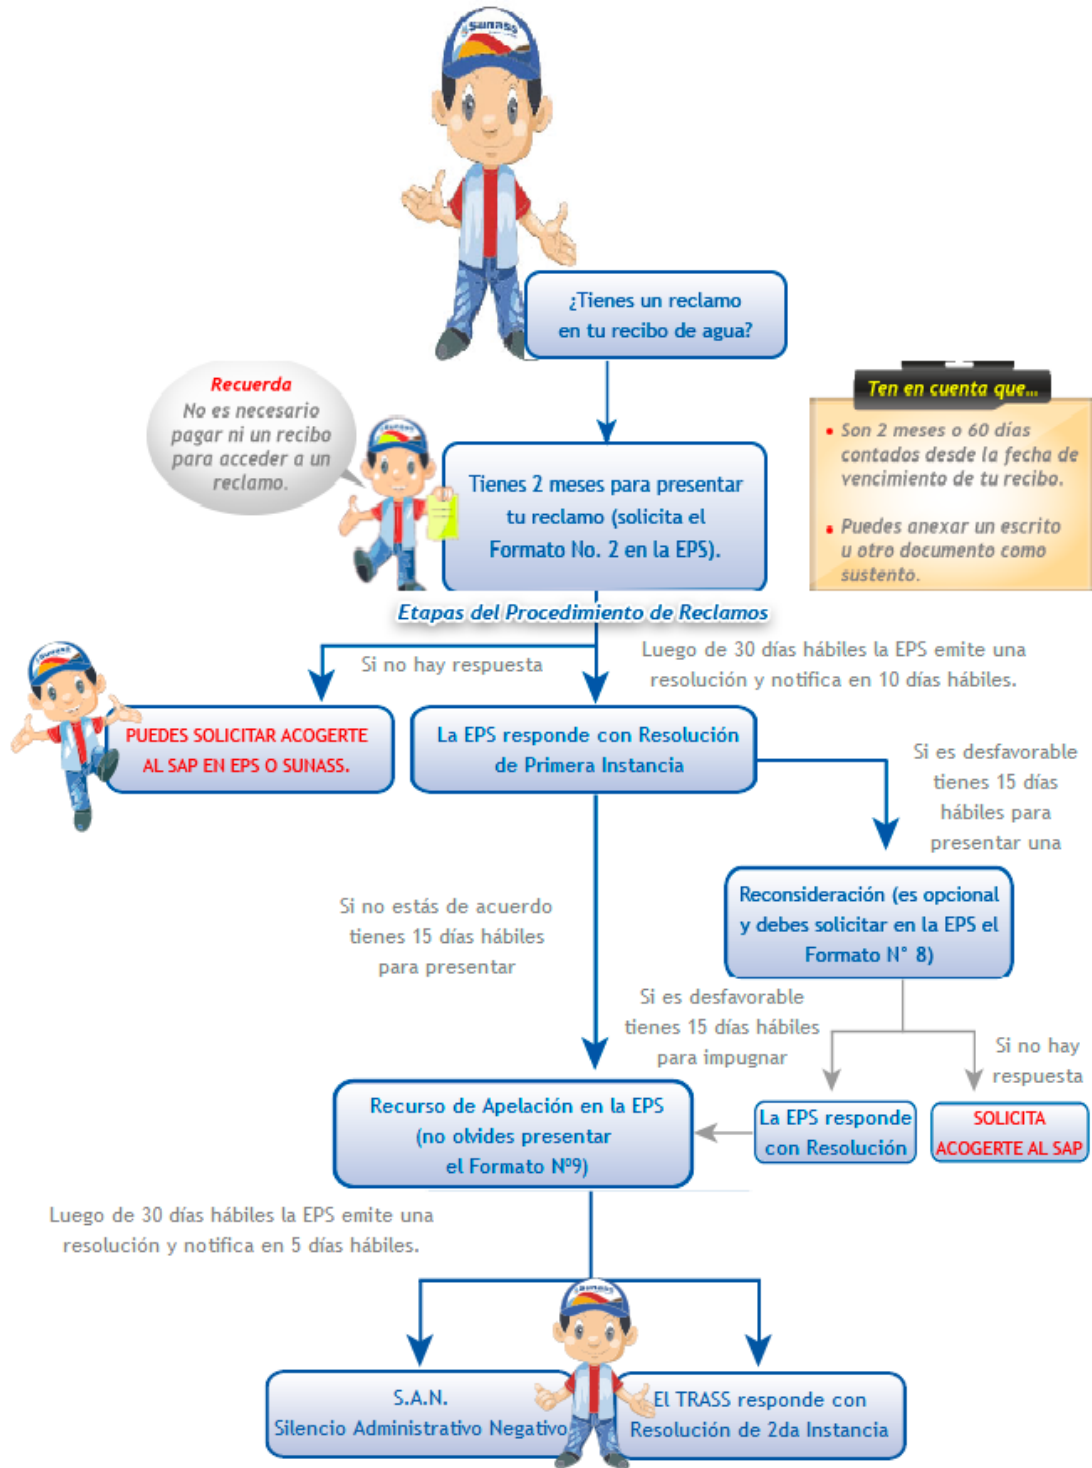 sunass
¿Tienes un reclamo
en tu recibo de agua?
Recuerda
No es necesario
pagar ni un recibo
para acceder a un
reclamo.
Ten en cuenta que...
• Son 2 meses o 60 días
contados desde la fecha de
vencimiento de tu recibo.
• Puedes anexar un escrito
u otro documento como
sustento.
Tienes 2 meses para presentar
tu reclamo (solicita el
Formato No. 2 en la EPS).
Etapas del Procedimiento de Reclamos
Si no hay respuesta
Luego de 30 días hábiles la EPS emite una
resolución y notifica en 10 días hábiles.
sunass
PUEDES SOLICITAR ACOGERTE
AL SAP EN EPS O SUNASS.
La EPS responde con Resolución
de Primera Instancia
Si es desfavorable
tienes 15 días
hábiles para
presentar una
Reconsideración (es opcional
y debes solicitar en la EPS el
Formato N° 8)
Si no estás de acuerdo
tienes 15 días hábiles
para presentar
Si es desfavorable
tienes 15 días hábiles
para impugnar
Si no hay
respuesta
Recurso de Apelación en la EPS
(no olvides presentar
el Formato Nº9)
La EPS responde
con Resolución
SOLICITA
ACOGERTE AL SAP
Luego de 30 días hábiles la EPS emite una
resolución y notifica en 5 días hábiles.
sunass
S.A.N.
Silencio Administrativo Negativo
El TRASS responde con
Resolución de 2da Instancia